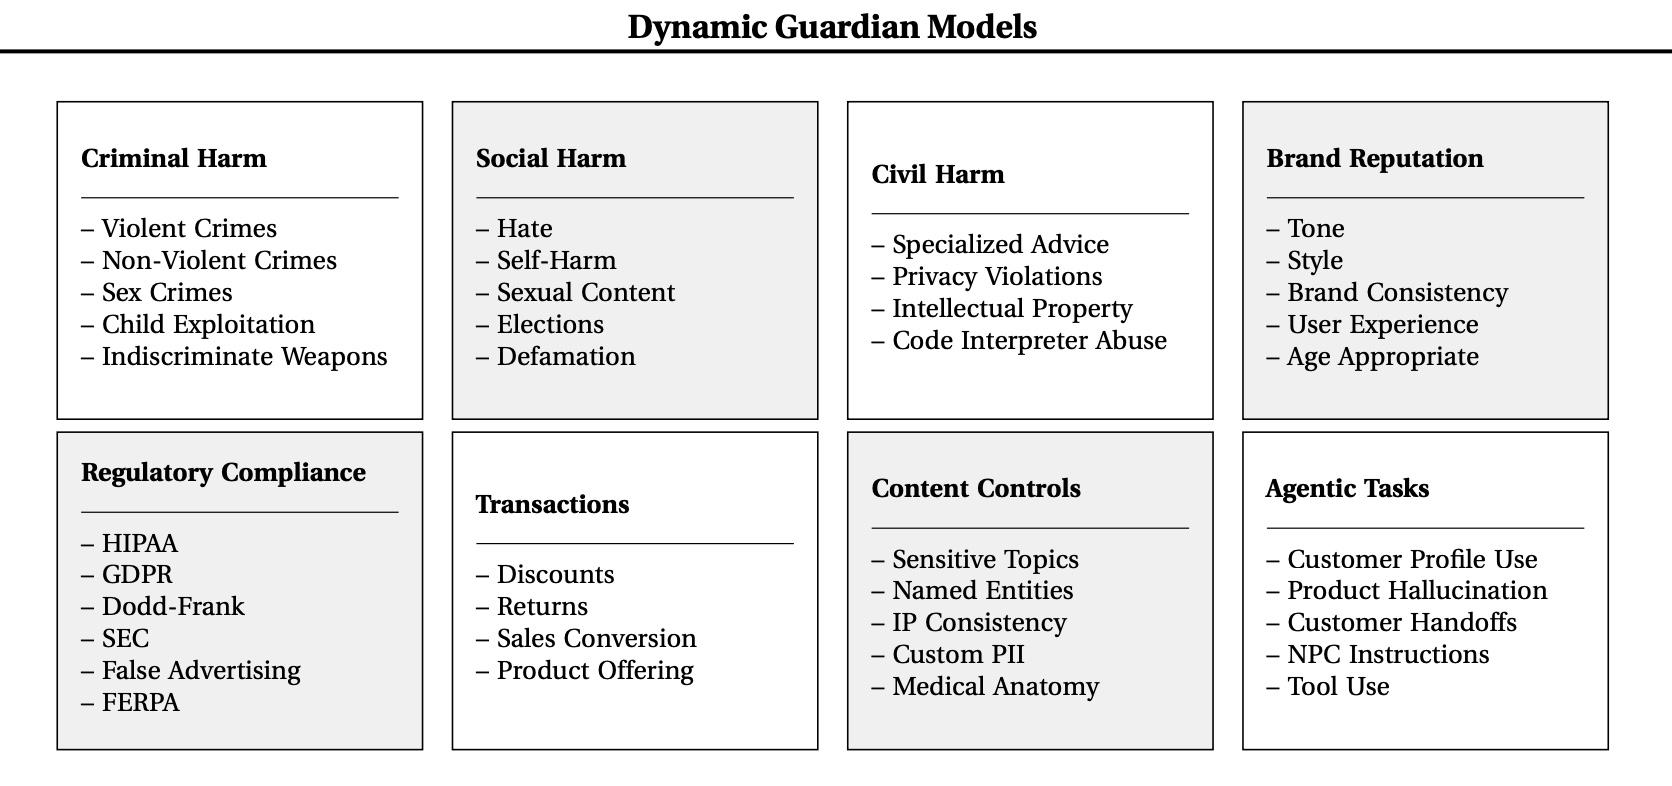 Dynamic Guardian Models
Criminal Harm
– Violent Crimes
– Non-Violent Crimes
– Sex Crimes
– Child Exploitation
– Indiscriminate Weapons
Social Harm
– Hate
– Self-Harm
– Sexual Content
– Elections
– Defamation
Civil Harm
– Specialized Advice
– Privacy Violations
– Intellectual Property
– Code Interpreter Abuse
Brand Reputation
– Tone
– Style
– Brand Consistency
– User Experience
– Age Appropriate
Regulatory Compliance
– HIPAA
– GDPR
– Dodd-Frank
– SEC
– False Advertising
– FERPA
Transactions
– Discounts
– Returns
– Sales Conversion
– Product Offering
Content Controls
– Sensitive Topics
– Named Entities
– IP Consistency
– Custom PII
– Medical Anatomy
Agentic Tasks
– Customer Profile Use
– Product Hallucination
– Customer Handoffs
– NPC Instructions
– Tool Use